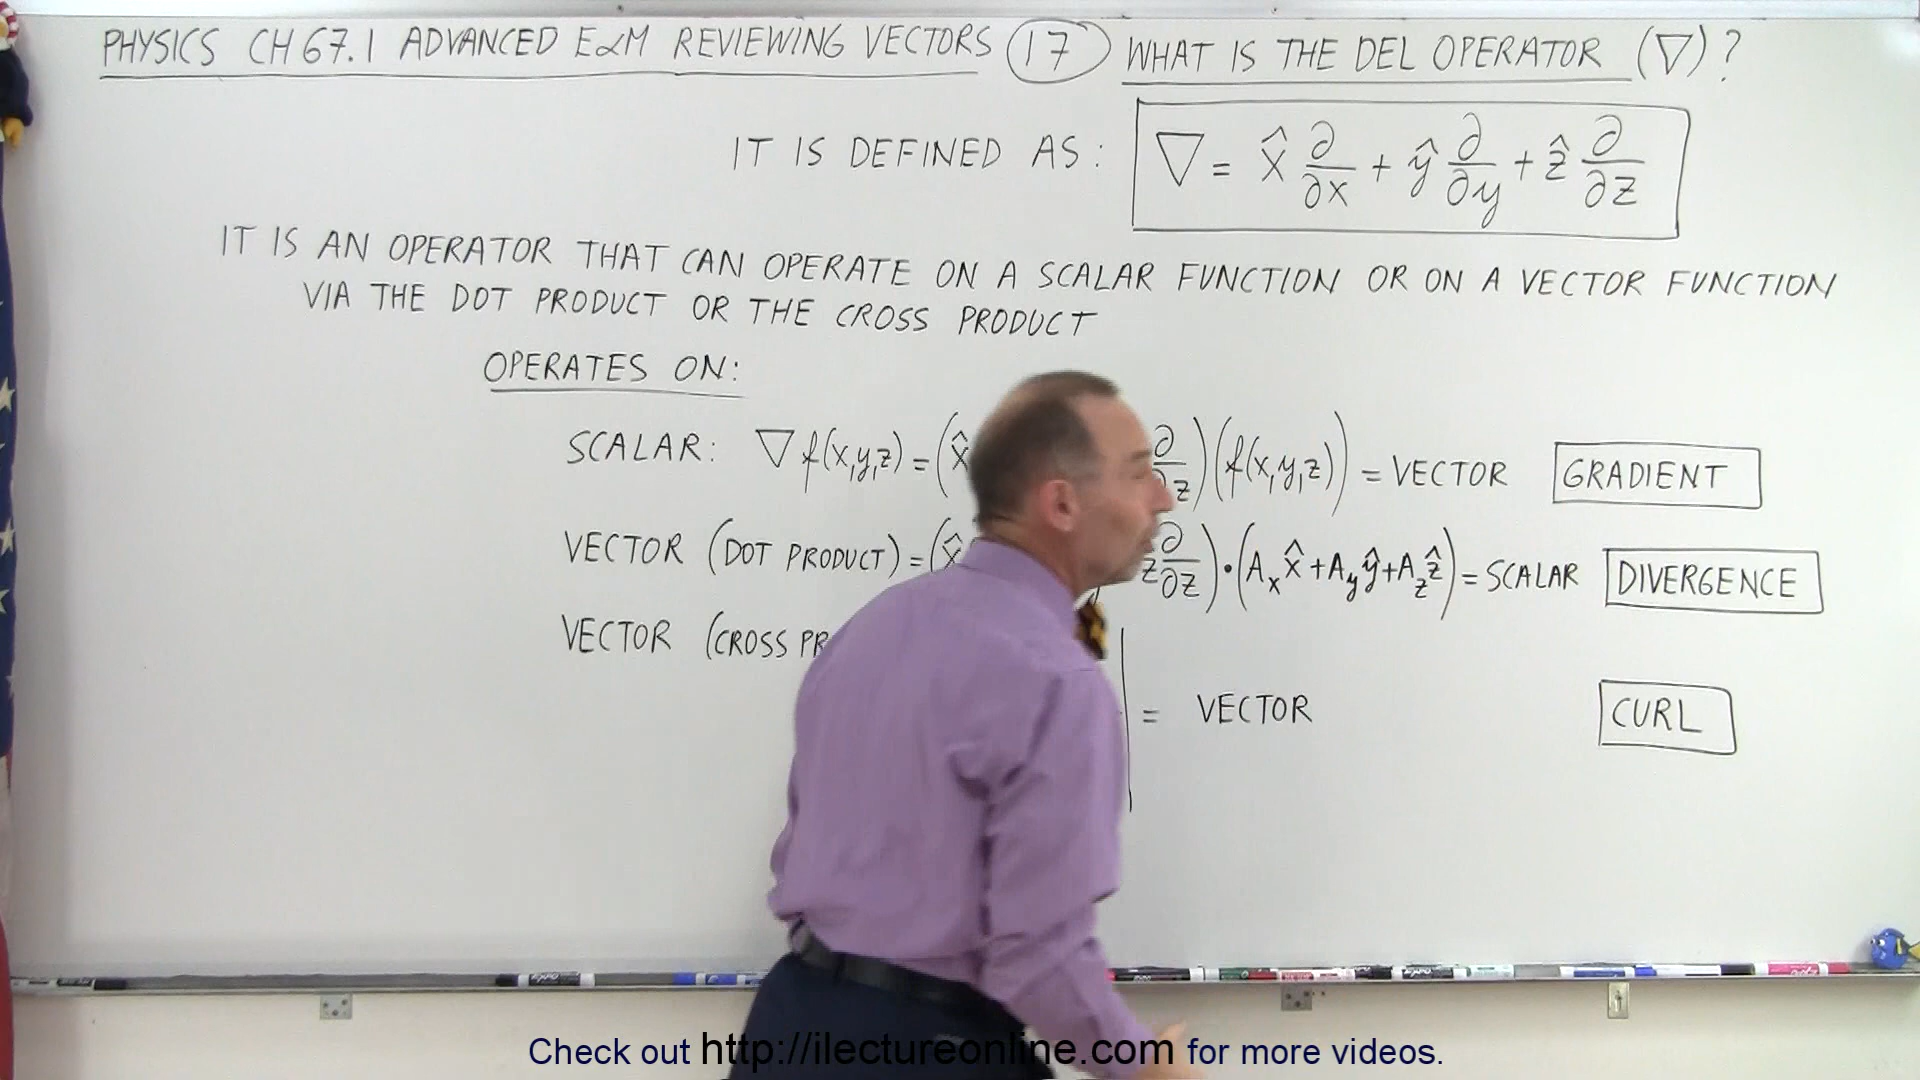 PHYSICS CH 67.1 ADVANCED E&M REVIEWING VECTORS 17 WHAT IS THE DEL OPERATOR (∇)?
IT IS DEFINED AS: ∇ = x̂ ∂/∂x + ŷ ∂/∂y + ẑ ∂/∂z
IT IS AN OPERATOR THAT CAN OPERATE ON A SCALAR FUNCTION OR ON A VECTOR FUNCTION
VIA THE DOT PRODUCT OR THE CROSS PRODUCT
OPERATES ON:
SCALAR: ∇f(x,y,z) = (x̂ ∂/∂z)(f(x,y,z)) = VECTOR GRADIENT
VECTOR (DOT PRODUCT) = (x̂ ẑ ∂/∂z)·(Aₓx̂ + A_yŷ + A_zẑ) = SCALAR DIVERGENCE
VECTOR (CROSS PR
= VECTOR CURL
Check out http://ilectureonline.com for more videos.